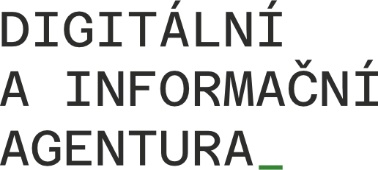 DIGITÁLNÍ
A INFORMAČNÍ
AGENTURA_